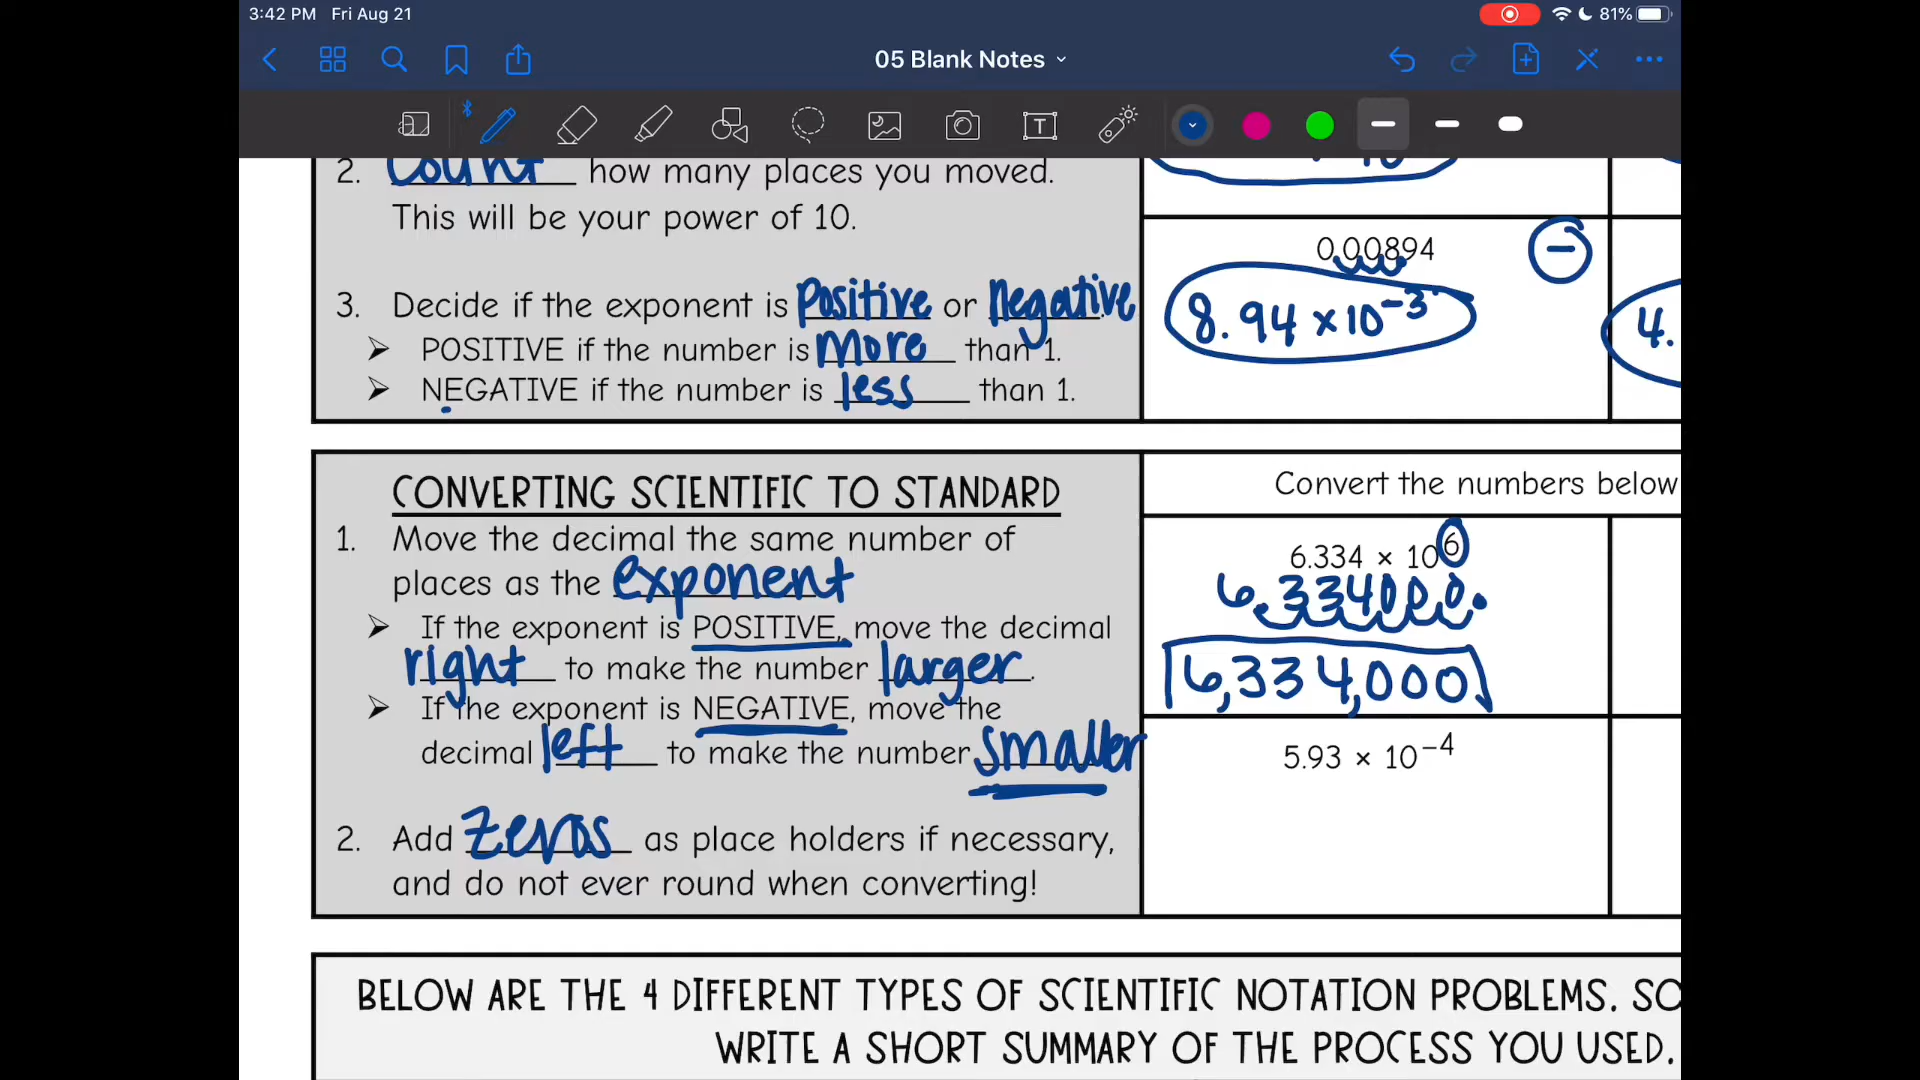 3:42 PM Fri Aug 21
81%
05 Blank Notes
2. Count how many places you moved.
This will be your power of 10.
3. Decide if the exponent is Positive or negative.
➤ POSITIVE if the number is more than 1.
➤ NEGATIVE if the number is less than 1.
0.00894
−
8.94 × 10⁻³
4.
CONVERTING SCIENTIFIC TO STANDARD
1. Move the decimal the same number of
places as the exponent
➤ If the exponent is POSITIVE, move the decimal
right to make the number larger.
➤ If the exponent is NEGATIVE, move the
decimal left to make the number smaller
2. Add zeros as place holders if necessary,
and do not ever round when converting!
Convert the numbers below
6.334 × 10⁶
6.334000.
6,334,000
5.93 × 10⁻⁴
BELOW ARE THE 4 DIFFERENT TYPES OF SCIENTIFIC NOTATION PROBLEMS. SO
WRITE A SHORT SUMMARY OF THE PROCESS YOU USED.